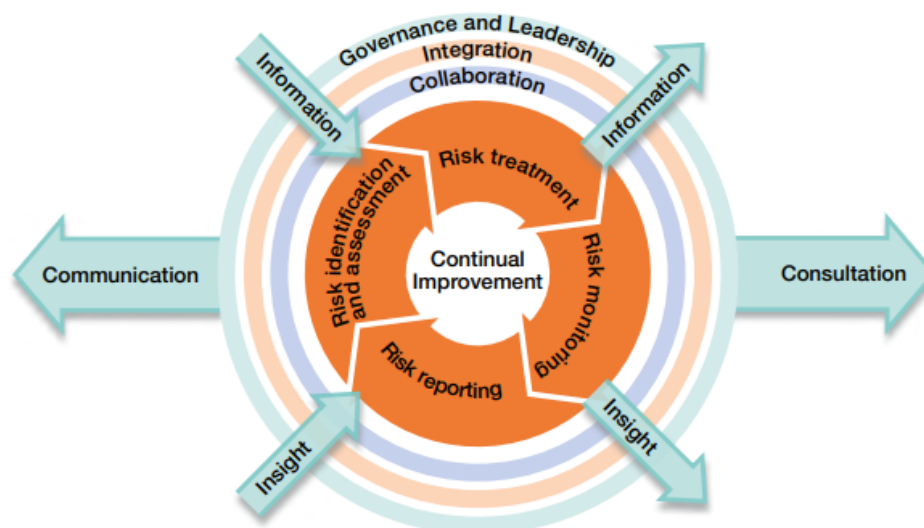 Governance and Leadership
Integration
Collaboration
Information
Information
Risk treatment
Risk identification
and assessment
Continual
Improvement
Risk monitoring
Risk reporting
Communication
Consultation
Insight
Insight